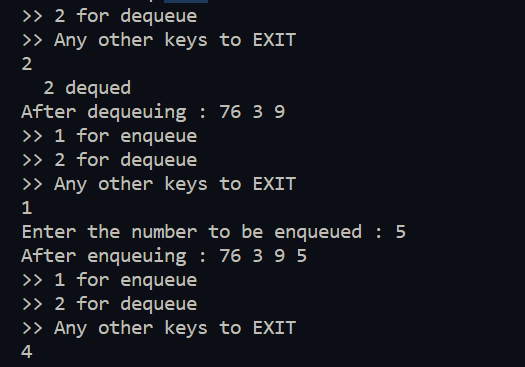 >> 2 for dequeue
>> Any other keys to EXIT
2
  2 dequed
After dequeuing : 76 3 9
>> 1 for enqueue
>> 2 for dequeue
>> Any other keys to EXIT
1
Enter the number to be enqueued : 5
After enqueuing : 76 3 9 5
>> 1 for enqueue
>> 2 for dequeue
>> Any other keys to EXIT
4